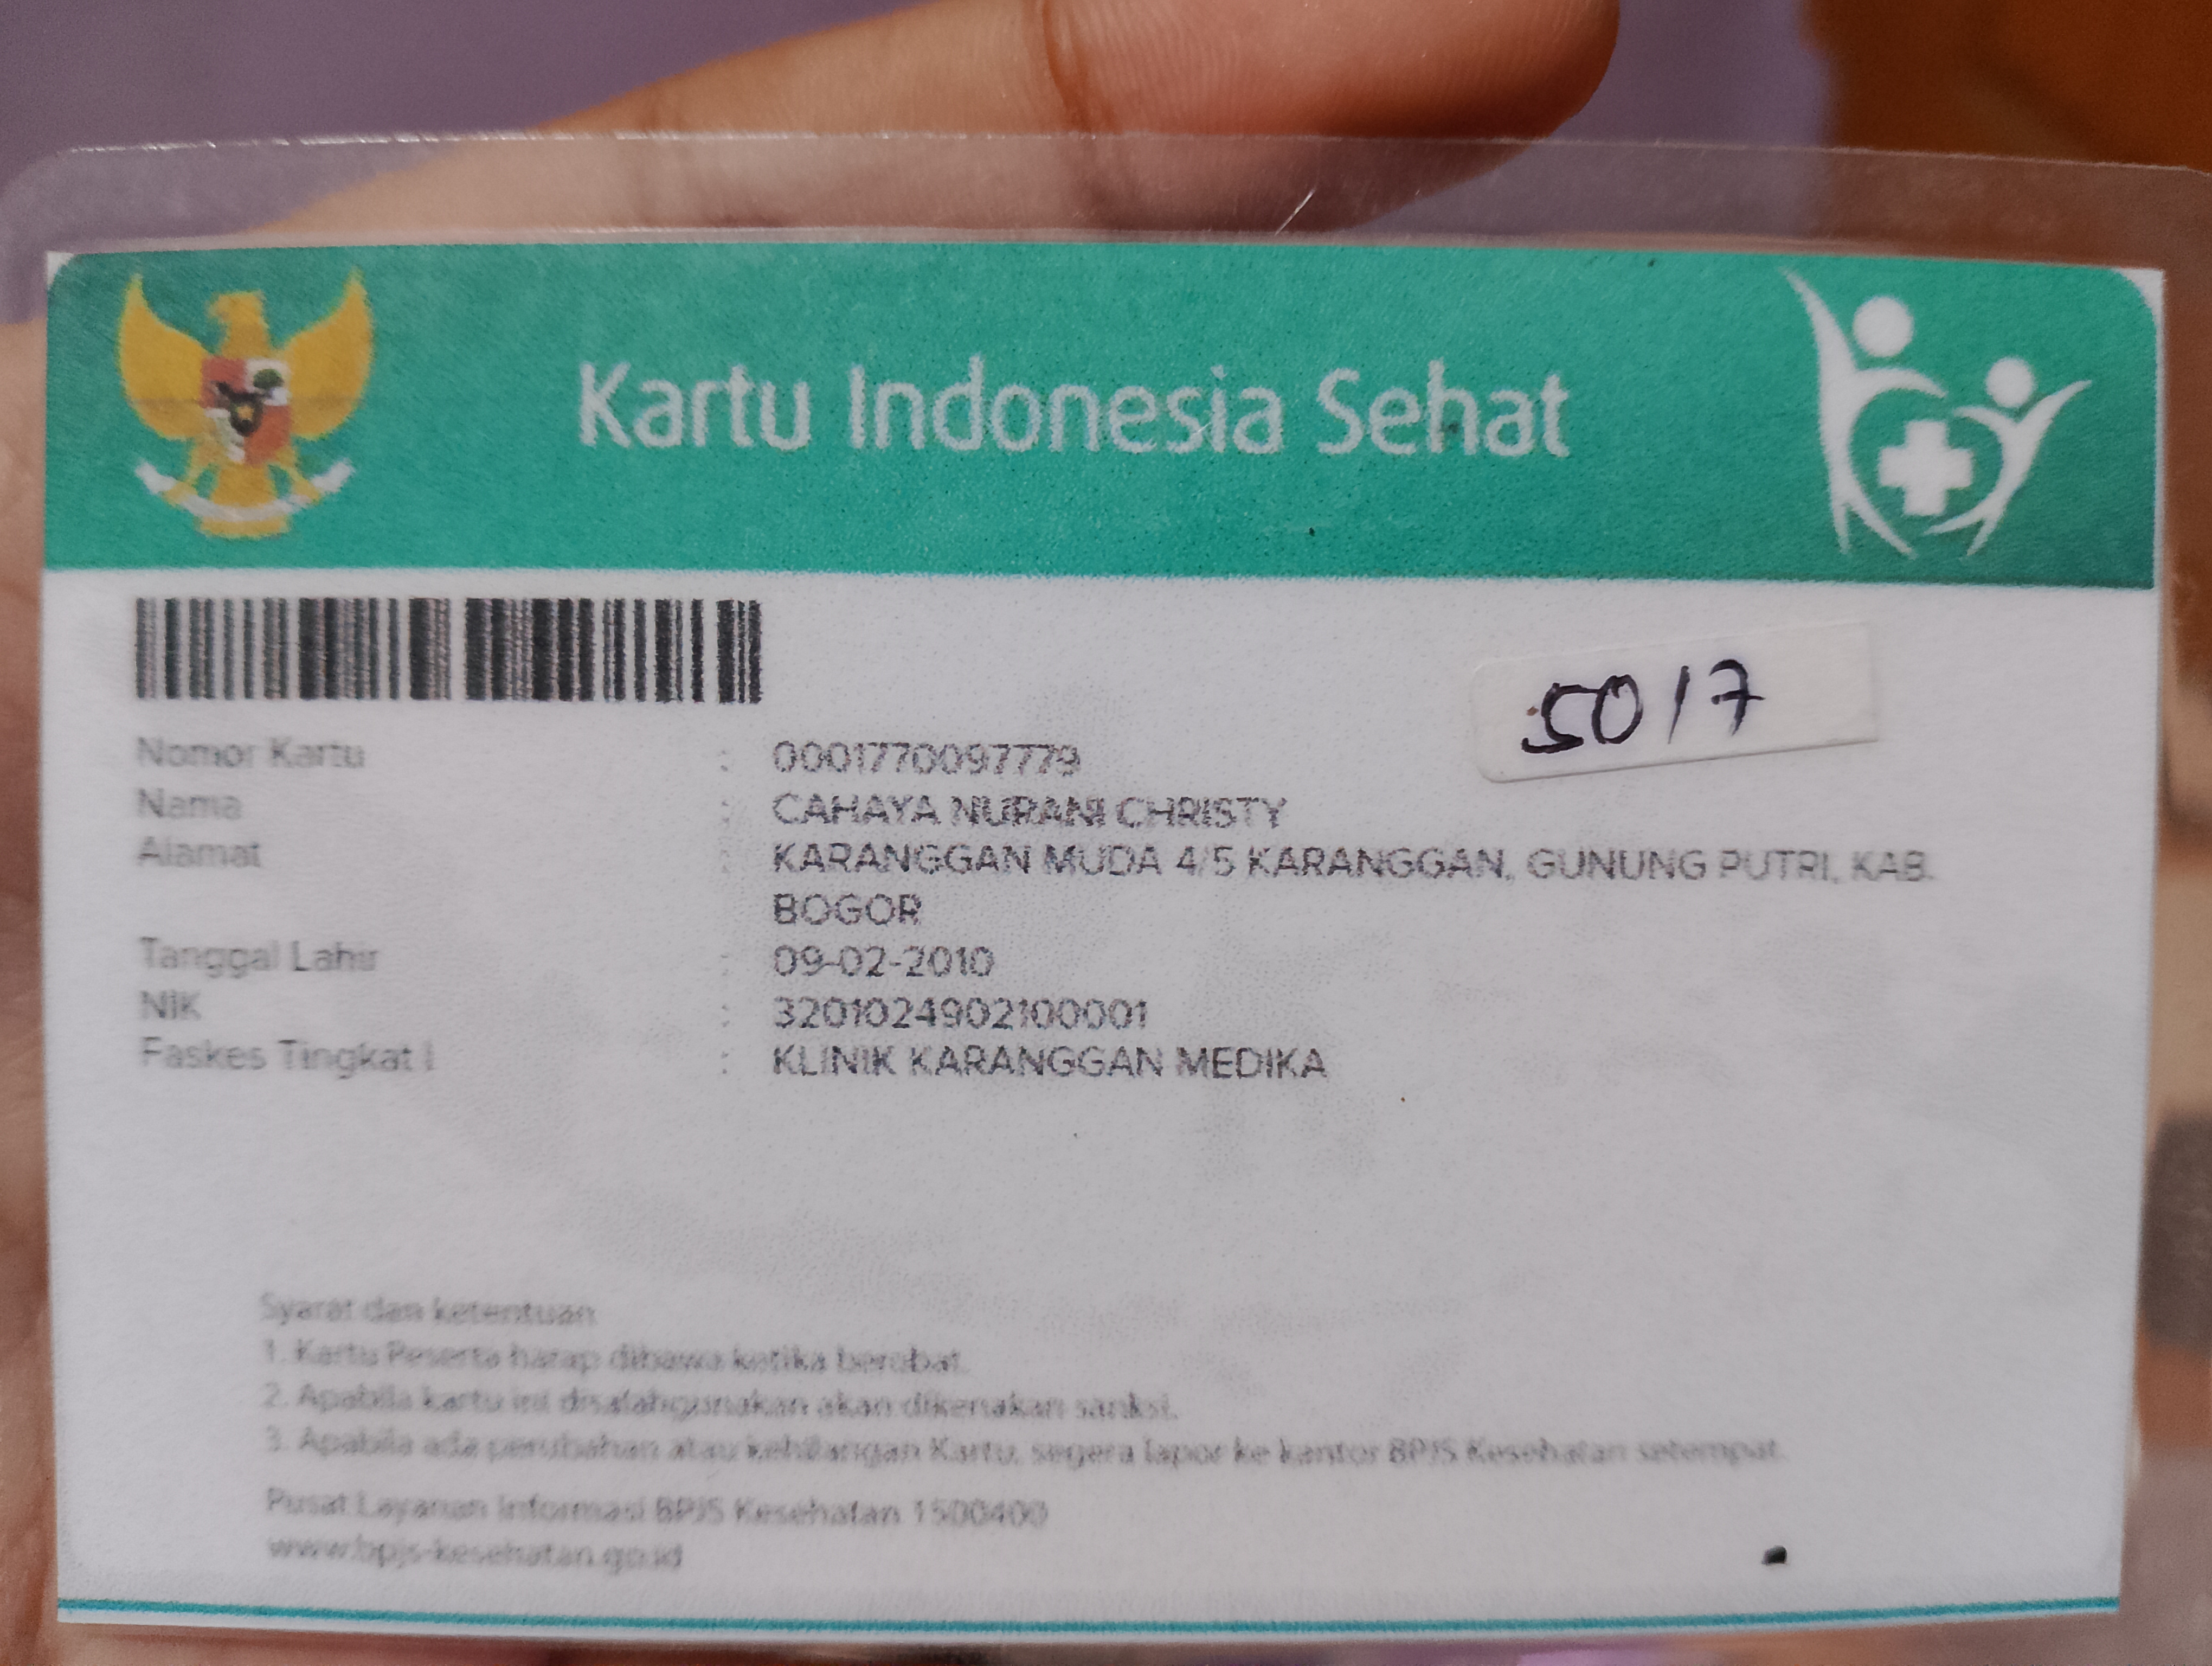 Kartu Indonesia Sehat
5017
Nomor Kartu : 0001770097779
Nama : CAHAYA NURANI CHRISTY
Alamat : KARANGGAN MUDA 4/5 KARANGGAN, GUNUNG PUTRI, KAB.
BOGOR
Tanggal Lahir : 09-02-2010
NIK : 3201024902100001
Faskes Tingkat I : KLINIK KARANGGAN MEDIKA
Syarat dan ketentuan
1. Kartu Peserta harap dibawa ketika berobat.
2. Apabila kartu ini disalahgunakan akan dikenakan sanksi.
3. Apabila ada perubahan atau kehilangan Kartu, segera lapor ke kantor BPJS Kesehatan setempat.
Pusat Layanan Informasi BPJS Kesehatan 1500400
www.bpjs-kesehatan.go.id